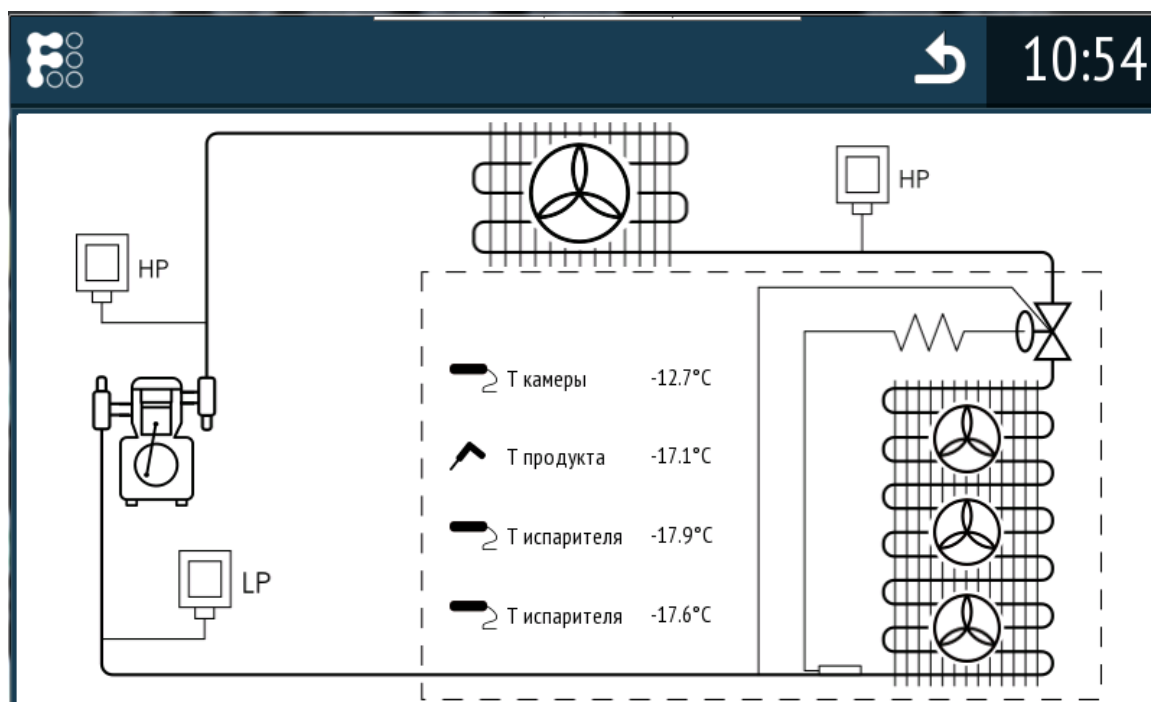 10:54
HP
HP
T камеры -12.7°C
T продукта -17.1°C
T испарителя -17.9°C
LP
T испарителя -17.6°C